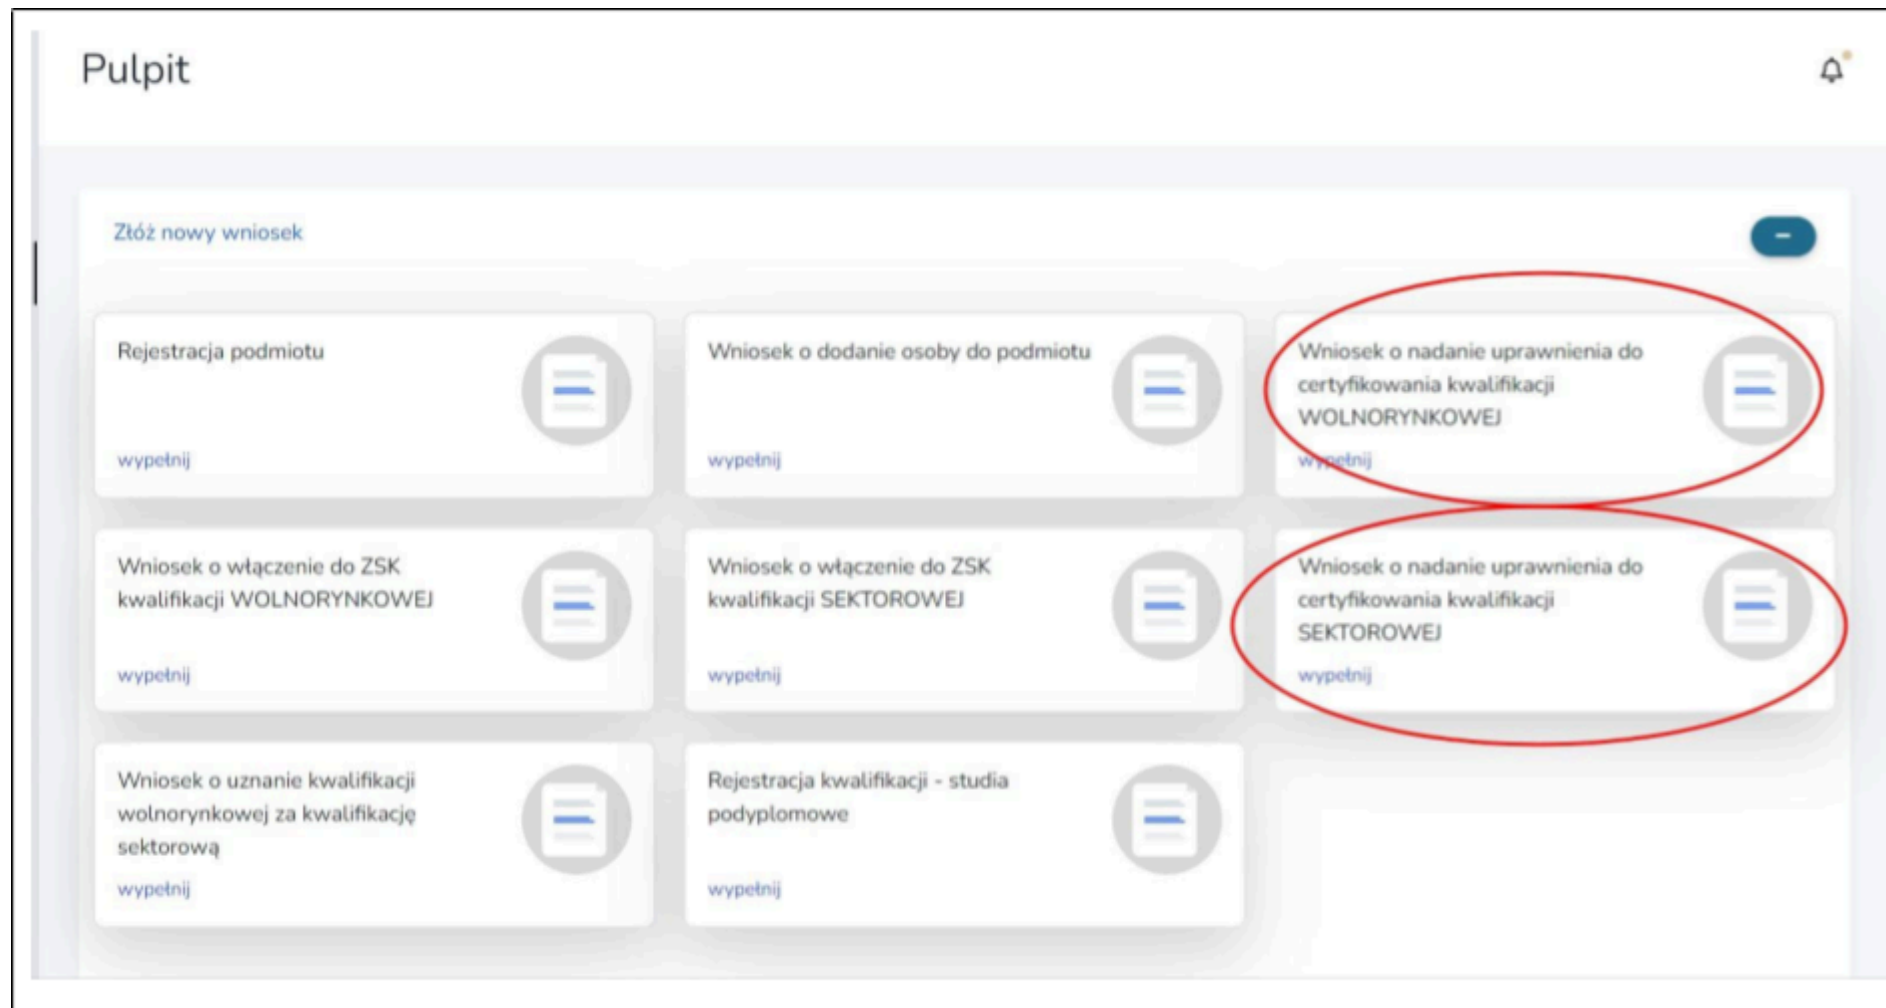 Pulpit
Złóż nowy wniosek
Rejestracja podmiotu
wypełnij
Wniosek o dodanie osoby do podmiotu
wypełnij
Wniosek o nadanie uprawnienia do
certyfikowania kwalifikacji
WOLNORYNKOWEJ
wypełnij
Wniosek o włączenie do ZSK
kwalifikacji WOLNORYNKOWEJ
wypełnij
Wniosek o włączenie do ZSK
kwalifikacji SEKTOROWEJ
wypełnij
Wniosek o nadanie uprawnienia do
certyfikowania kwalifikacji
SEKTOROWEJ
wypełnij
Wniosek o uznanie kwalifikacji
wolnorynkowej za kwalifikację
sektorową
wypełnij
Rejestracja kwalifikacji - studia
podyplomowe
wypełnij